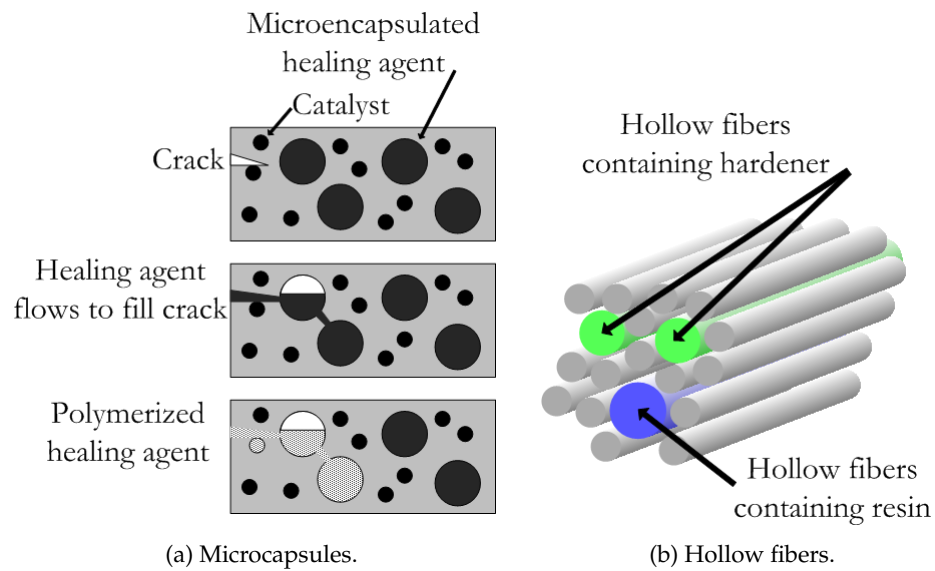 Microencapsulated
healing agent
Catalyst
Crack
Healing agent
flows to fill crack
Polymerized
healing agent
(a) Microcapsules.
Hollow fibers
containing hardener
Hollow fibers
containing resin
(b) Hollow fibers.